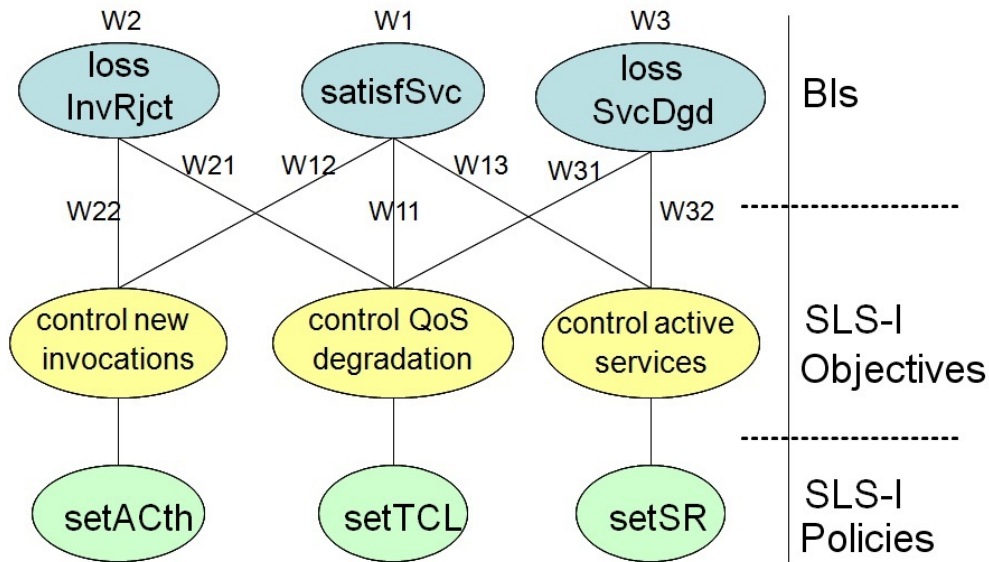 W2
W1
W3
loss
InvRjct
satisfSvc
loss
SvcDgd
BIs
W21
W12
W13
W31
W22
W11
W32
control new
invocations
control QoS
degradation
control active
services
SLS-I
Objectives
setACth
setTCL
setSR
SLS-I
Policies